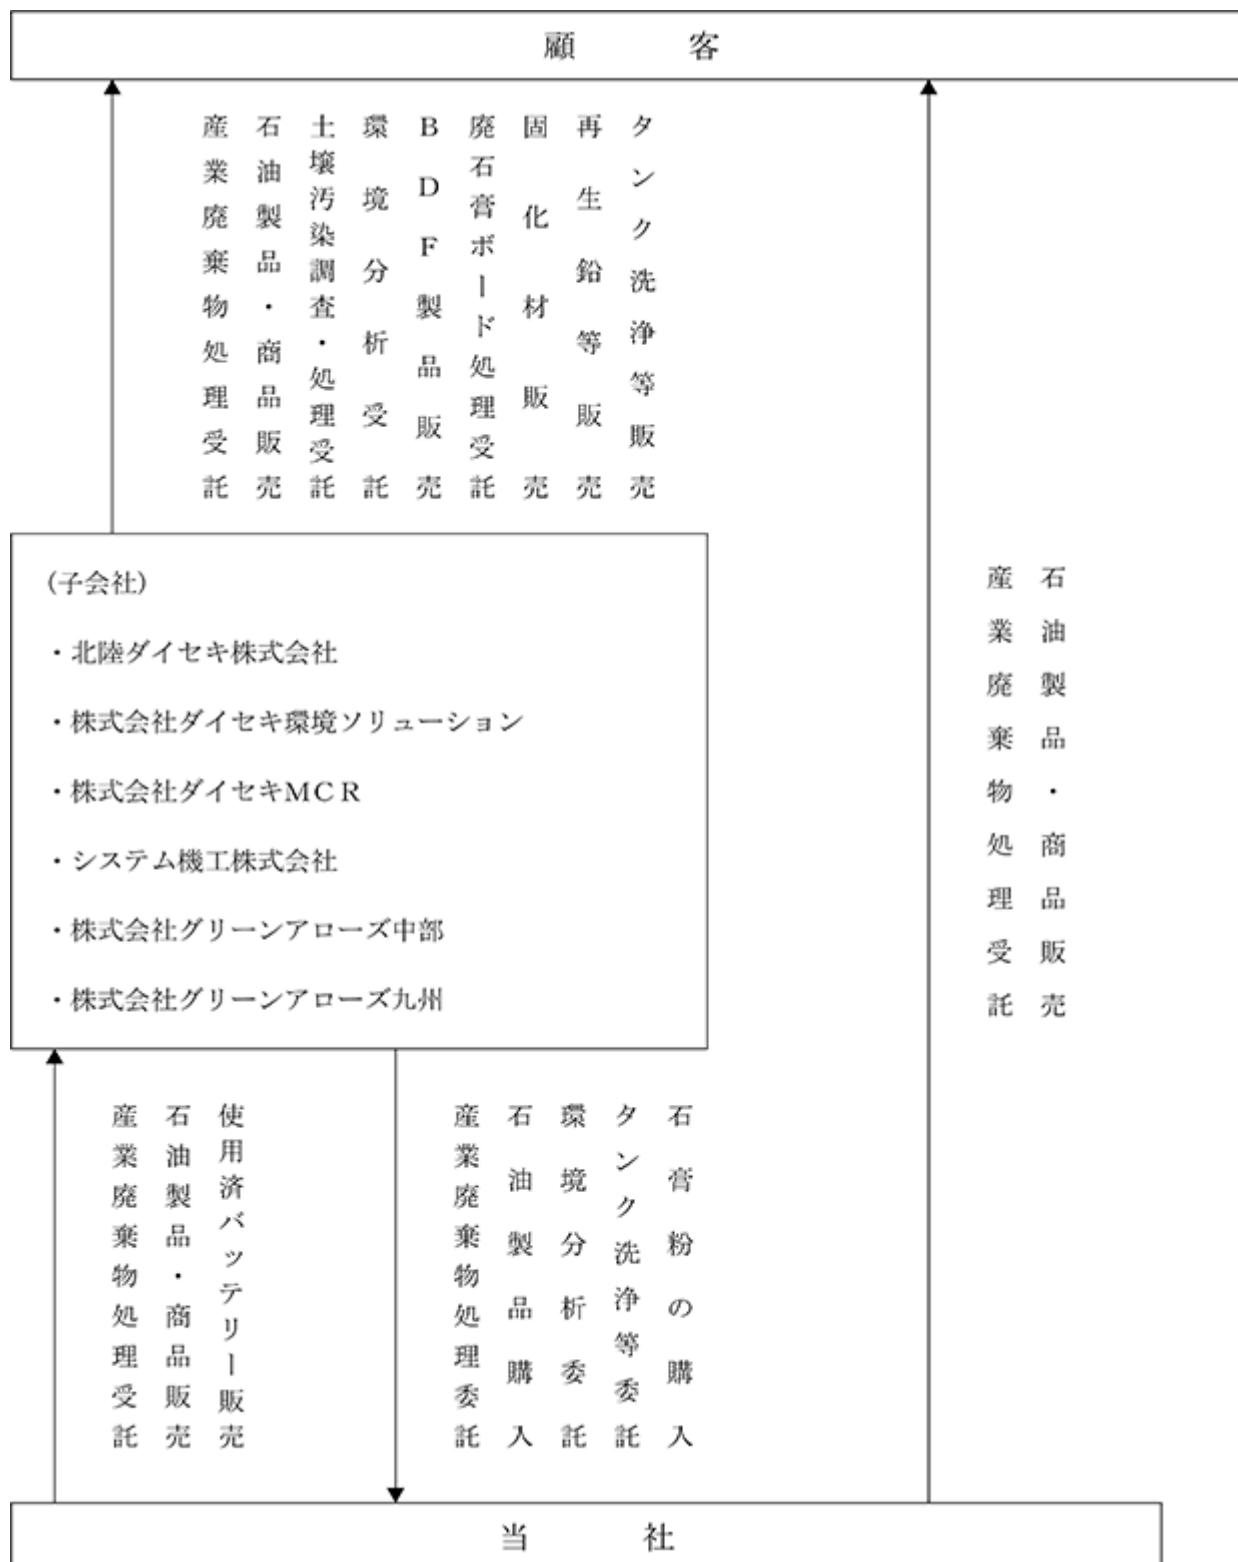 顧客
タンク洗浄等販売
再生鉛等販売
固化材販売
廃石膏ボード処理受託
BDF製品販売
環境分析受託
土壌汚染調査・処理受託
石油製品・商品販売
産業廃棄物処理受託
(子会社)
・北陸ダイセキ株式会社
・株式会社ダイセキ環境ソリューション
・株式会社ダイセキMCR
・システム機工株式会社
・株式会社グリーンアローズ中部
・株式会社グリーンアローズ九州
石油製品・商品販売
産業廃棄物処理受託
使用済バッテリー販売
石油製品・商品販売
産業廃棄物処理受託
石膏粉の購入
タンク洗浄等委託
環境分析委託
石油製品購入
産業廃棄物処理委託
当社